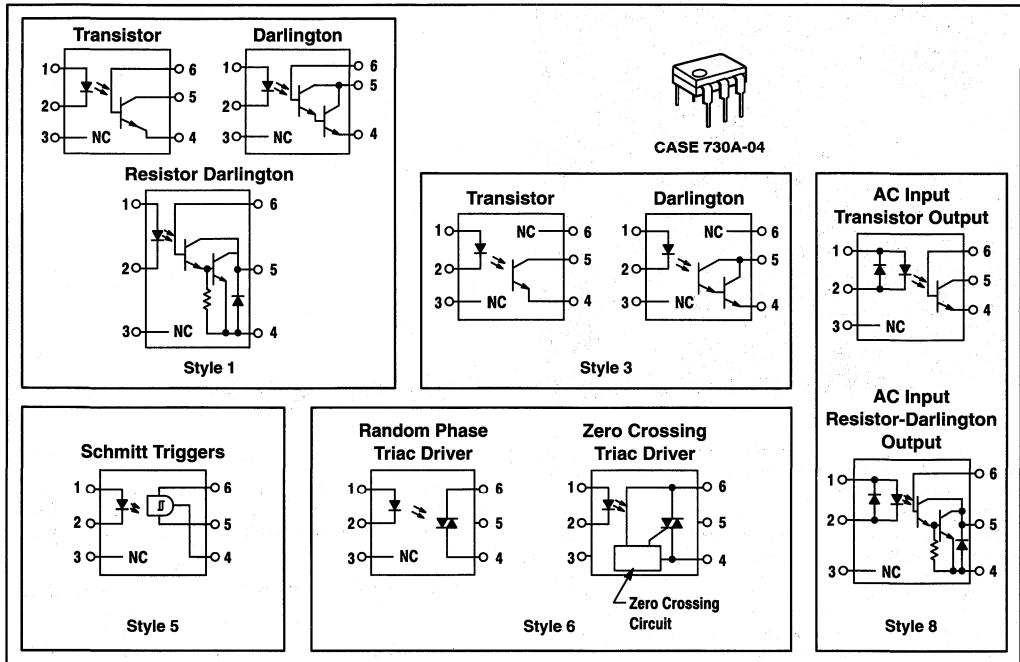 Transistor
1
2
3
NC
6
5
4
Darlington
1
2
3
NC
6
5
4
Resistor Darlington
1
2
3
NC
6
5
4
Style 1
CASE 730A-04
Transistor
1
2
3
NC
NC
6
5
4
Darlington
1
2
3
NC
NC
6
5
4
Style 3
AC Input
Transistor Output
1
2
3
NC
6
5
4
AC Input
Resistor-Darlington
Output
1
2
3
NC
6
5
4
Style 8
Schmitt Triggers
1
2
3
NC
6
5
4
Style 5
Random Phase
Triac Driver
1
2
3
NC
6
5
4
Zero Crossing
Triac Driver
1
2
3
6
5
4
Zero Crossing
Circuit
Style 6